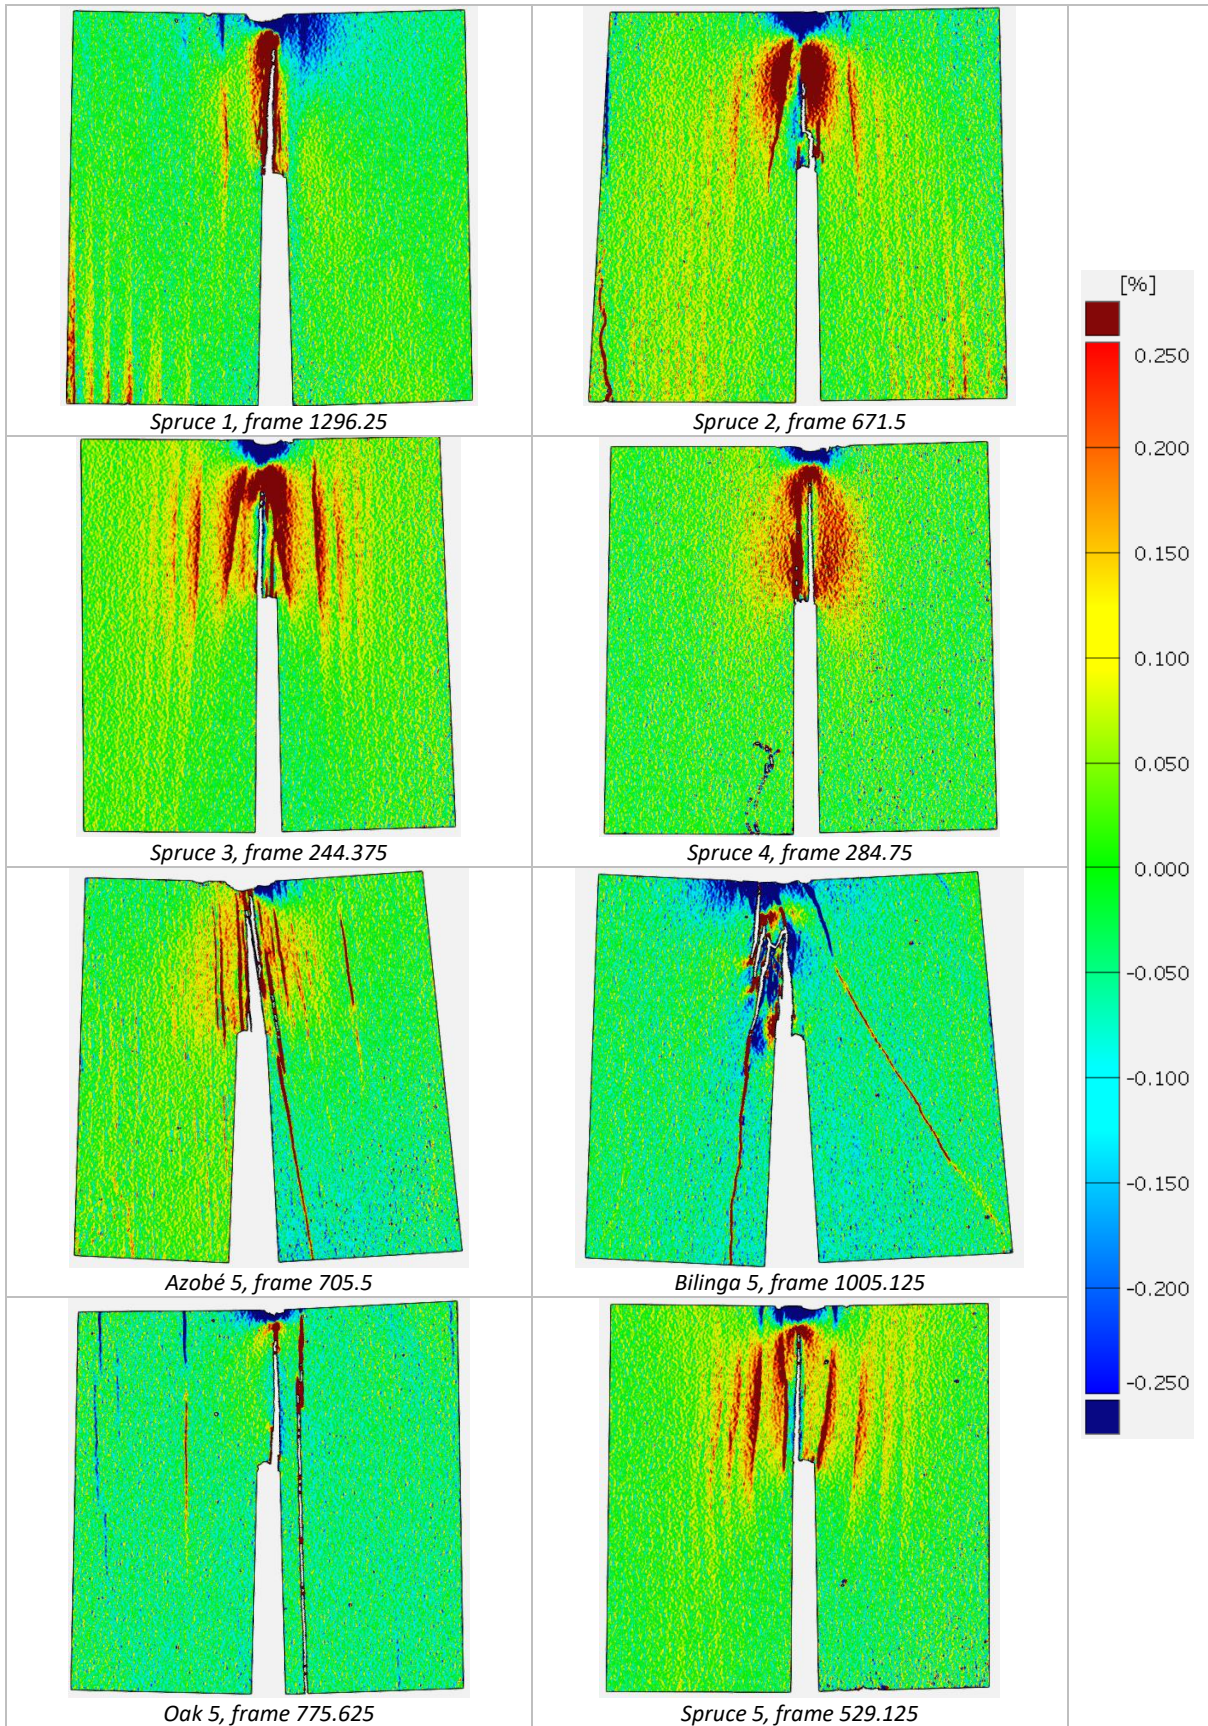 Spruce 1, frame 1296.25
Spruce 2, frame 671.5
Spruce 3, frame 244.375
Spruce 4, frame 284.75
Azobé 5, frame 705.5
Bilinga 5, frame 1005.125
Oak 5, frame 775.625
Spruce 5, frame 529.125
[%]
0.250
0.200
0.150
0.100
0.050
0.000
-0.050
-0.100
-0.150
-0.200
-0.250